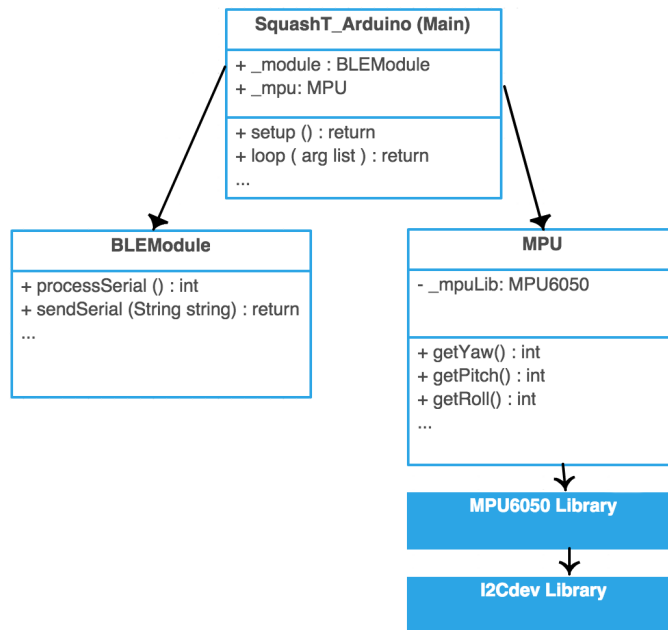 SquashT_Arduino (Main)
+ _module : BLEModule
+ _mpu: MPU
+ setup () : return
+ loop ( arg list ) : return
...
BLEModule
+ processSerial () : int
+ sendSerial (String string) : return
...
MPU
- _mpuLib: MPU6050
+ getYaw() : int
+ getPitch() : int
+ getRoll() : int
...
MPU6050 Library
I2Cdev Library